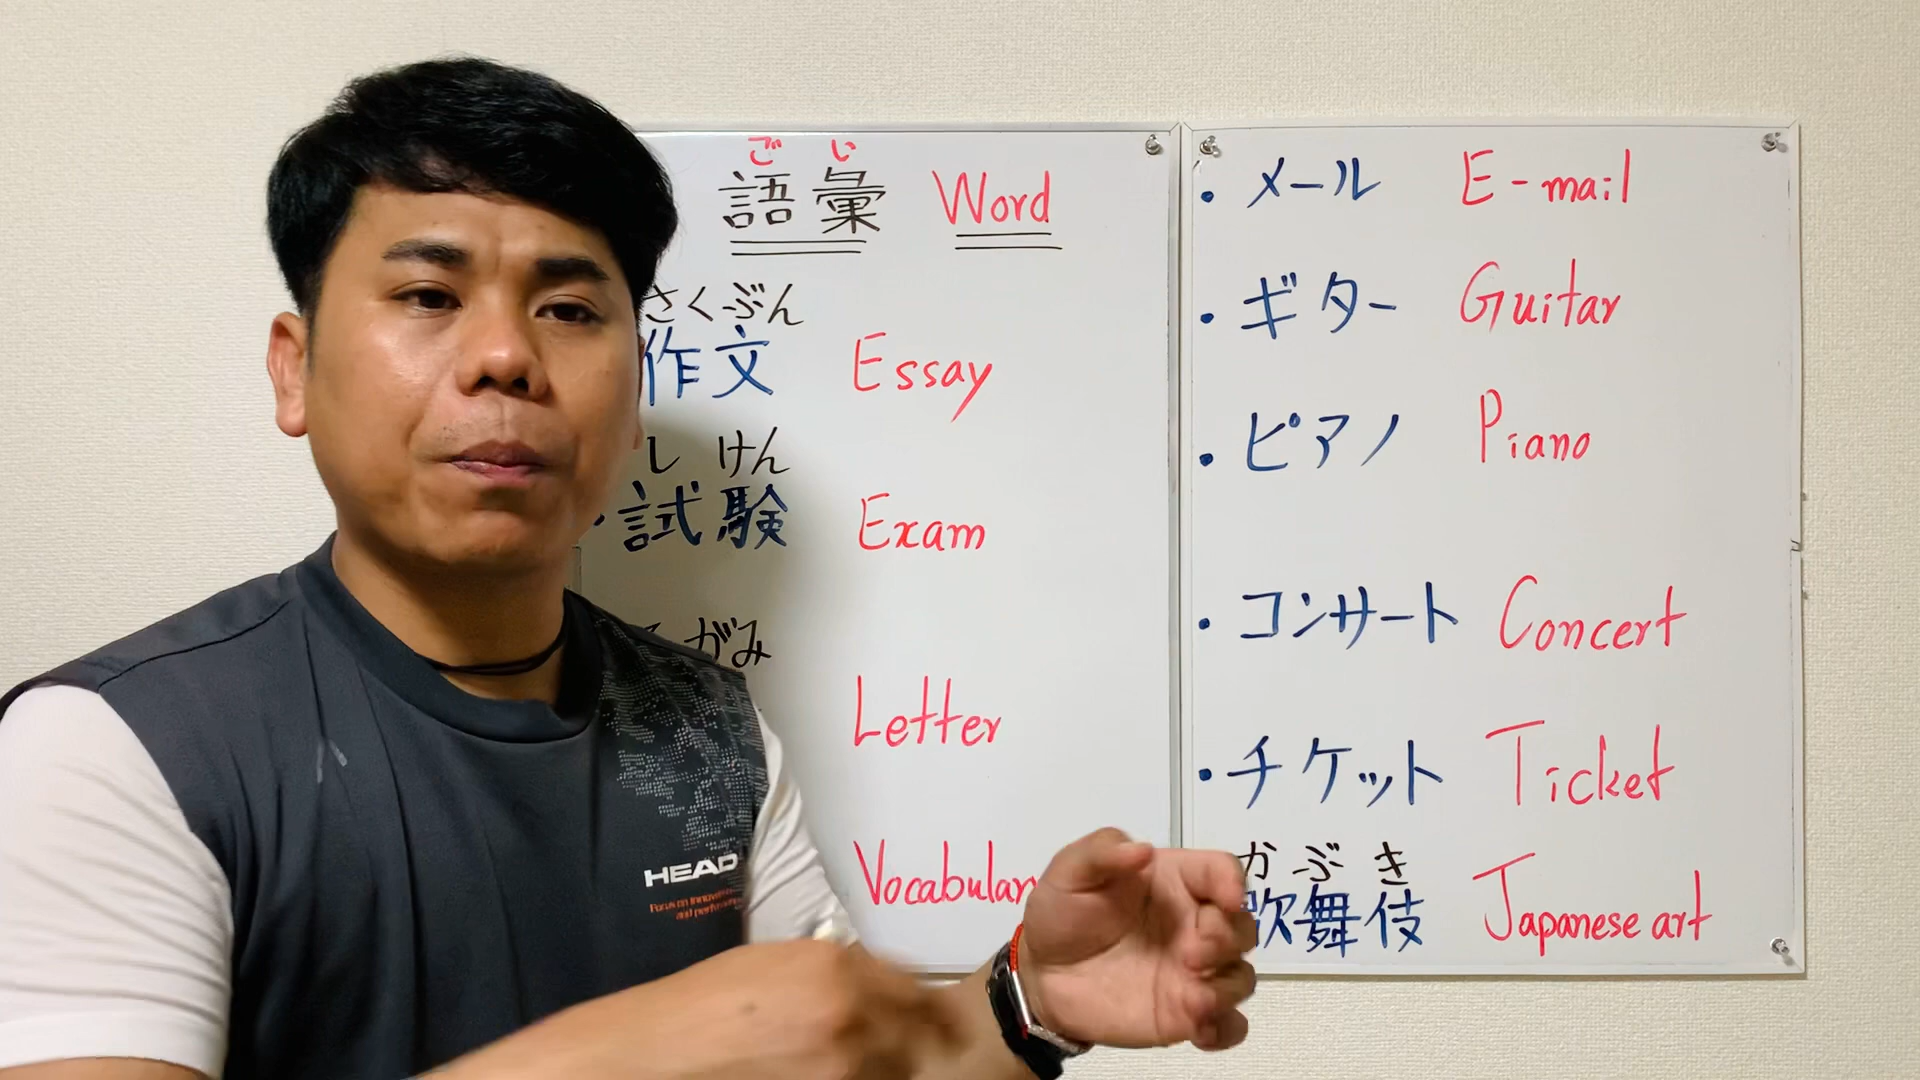 ごい
語彙 Word
さくぶん
作文 Essay
しけん
・試験 Exam
がみ
Letter
Vocabulary
・メール E-mail
・ギター Guitar
・ピアノ Piano
・コンサート Concert
・チケット Ticket
かぶき
歌舞伎 Japanese art
HEAD